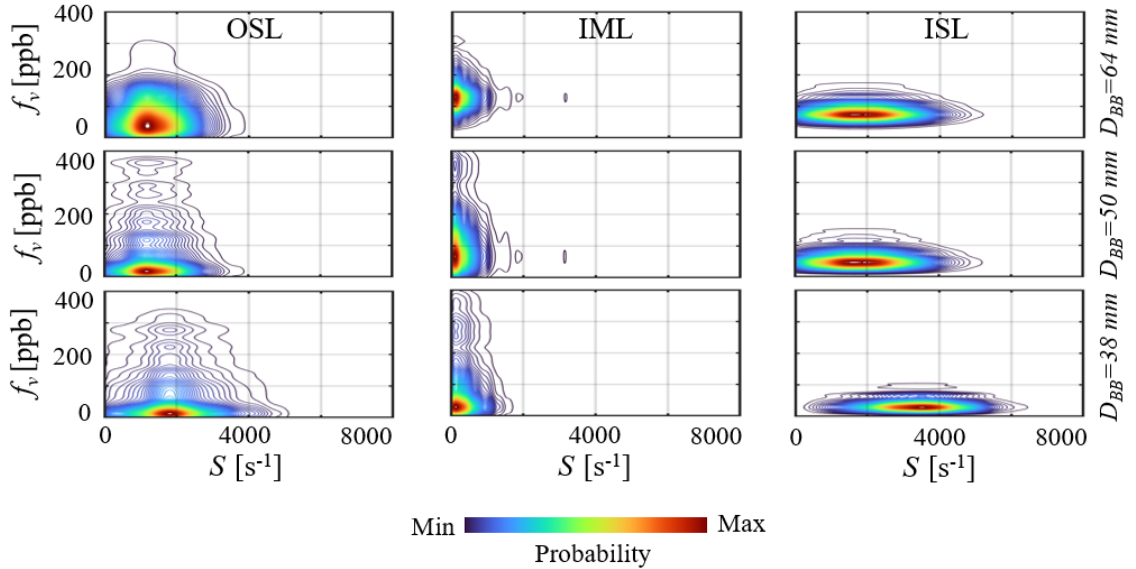 OSL IML ISL
400
200
0
f_v [ppb]
D_BB=64 mm
400
200
0
f_v [ppb]
D_BB=50 mm
400
200
0
f_v [ppb]
D_BB=38 mm
0 4000 8000 0 4000 8000 0 4000 8000
S [s⁻¹] S [s⁻¹] S [s⁻¹]
Min Max
Probability